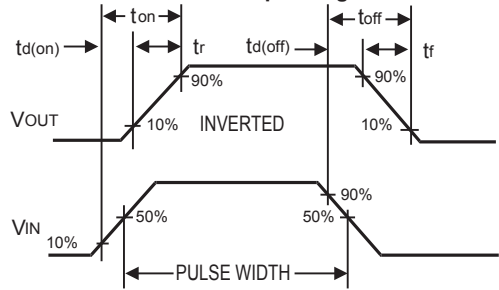 ton toff
td(on) tr td(off) tf
90% 90%
VOUT 10% INVERTED 10%
90%
VIN 50% 50%
10%
PULSE WIDTH